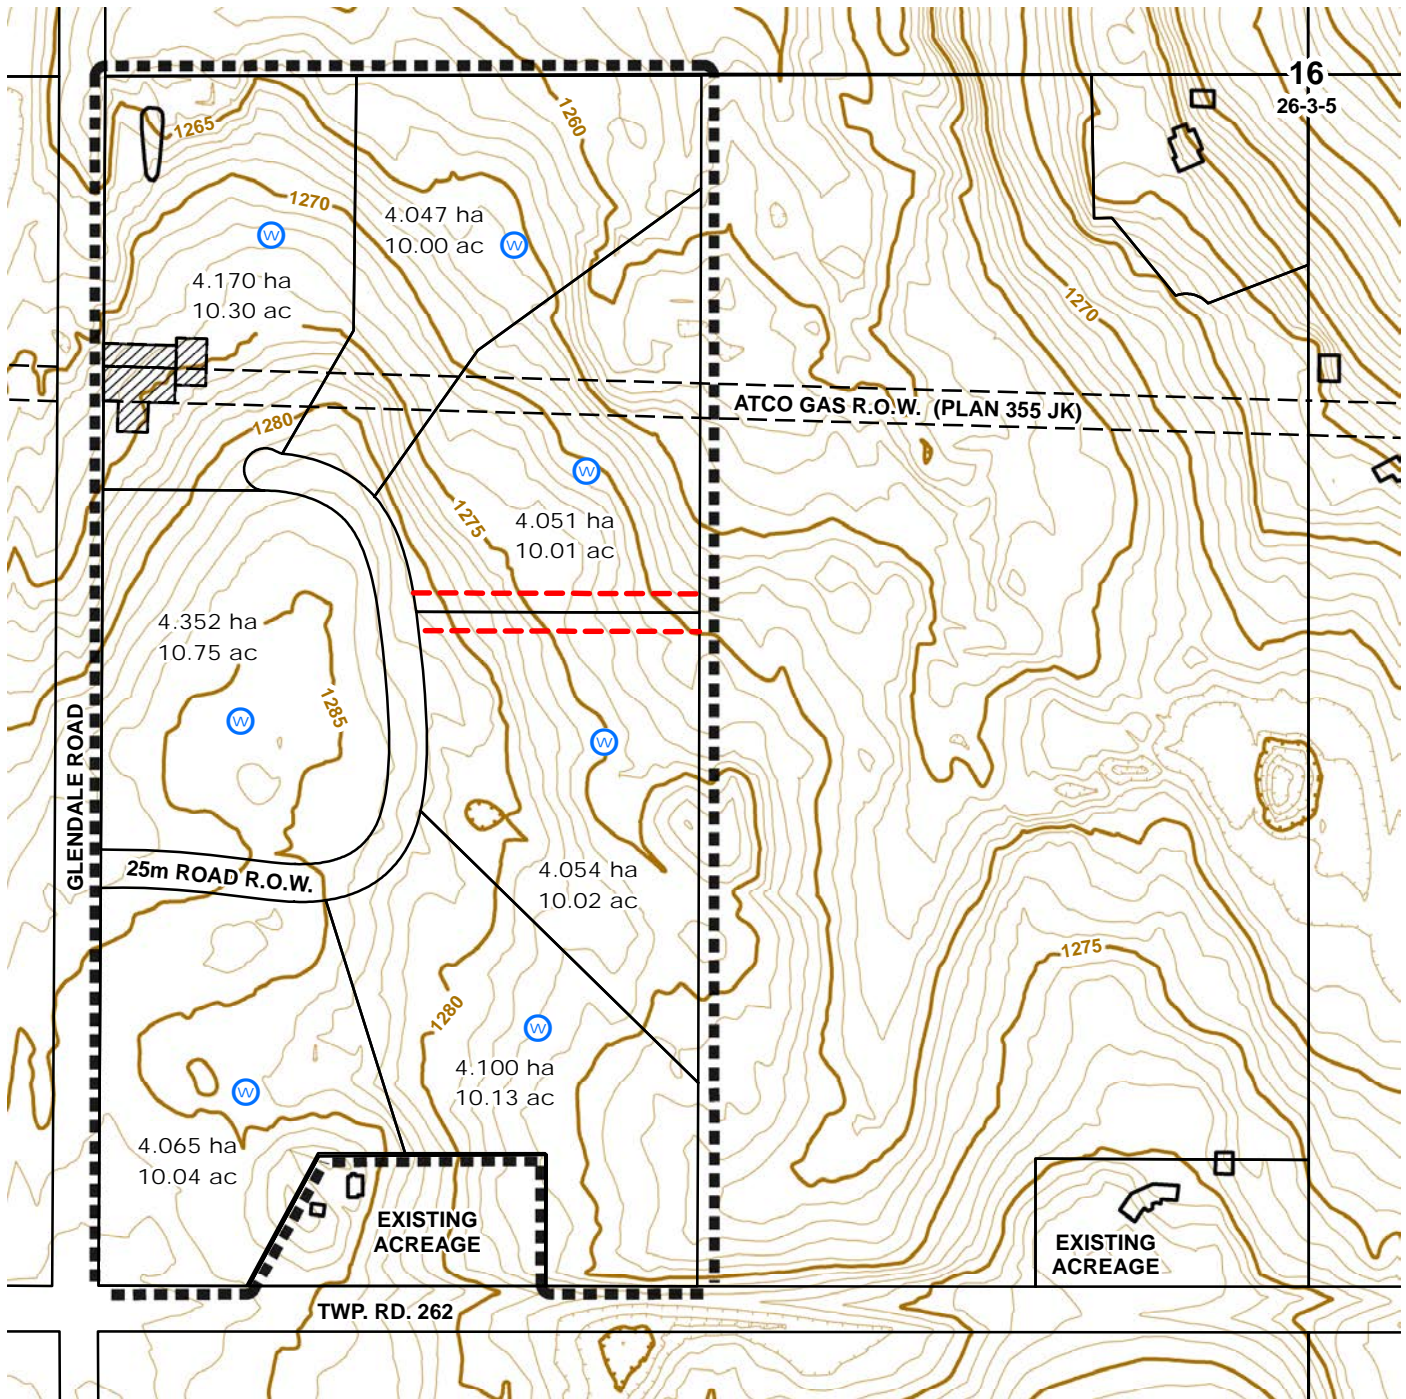 16
26-3-5
1265
1260
1270
4.047 ha
10.00 ac
W
W
4.170 ha
10.30 ac
1270
ATCO GAS R.O.W. (PLAN 355 JK)
1280
W
1275
4.051 ha
10.01 ac
4.352 ha
10.75 ac
1285
W
W
GLENDALE ROAD
25m ROAD R.O.W.
4.054 ha
10.02 ac
1275
1280
W
4.100 ha
10.13 ac
W
4.065 ha
10.04 ac
EXISTING
ACREAGE
EXISTING
ACREAGE
TWP. RD. 262